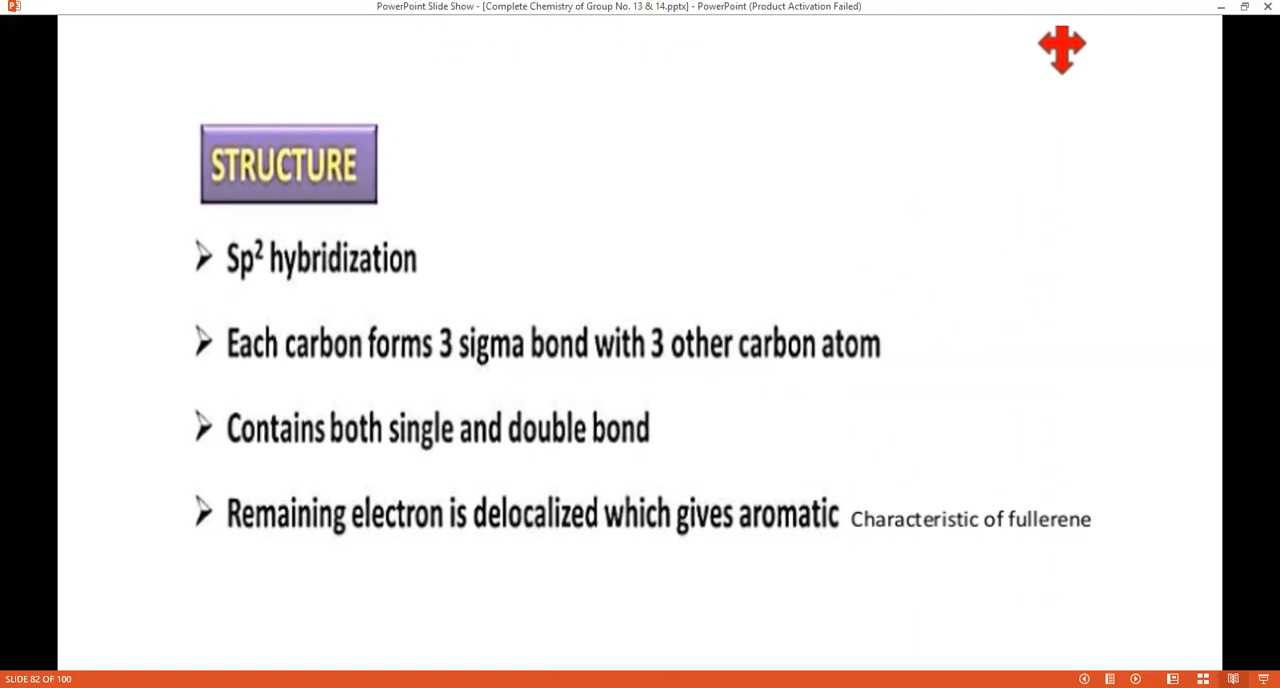 PowerPoint Slide Show - [Complete Chemistry of Group No. 13 & 14.pptx] - PowerPoint (Product Activation Failed)
STRUCTURE
Sp² hybridization
Each carbon forms 3 sigma bond with 3 other carbon atom
Contains both single and double bond
Remaining electron is delocalized which gives aromatic Characteristic of fullerene
SLIDE 82 OF 100